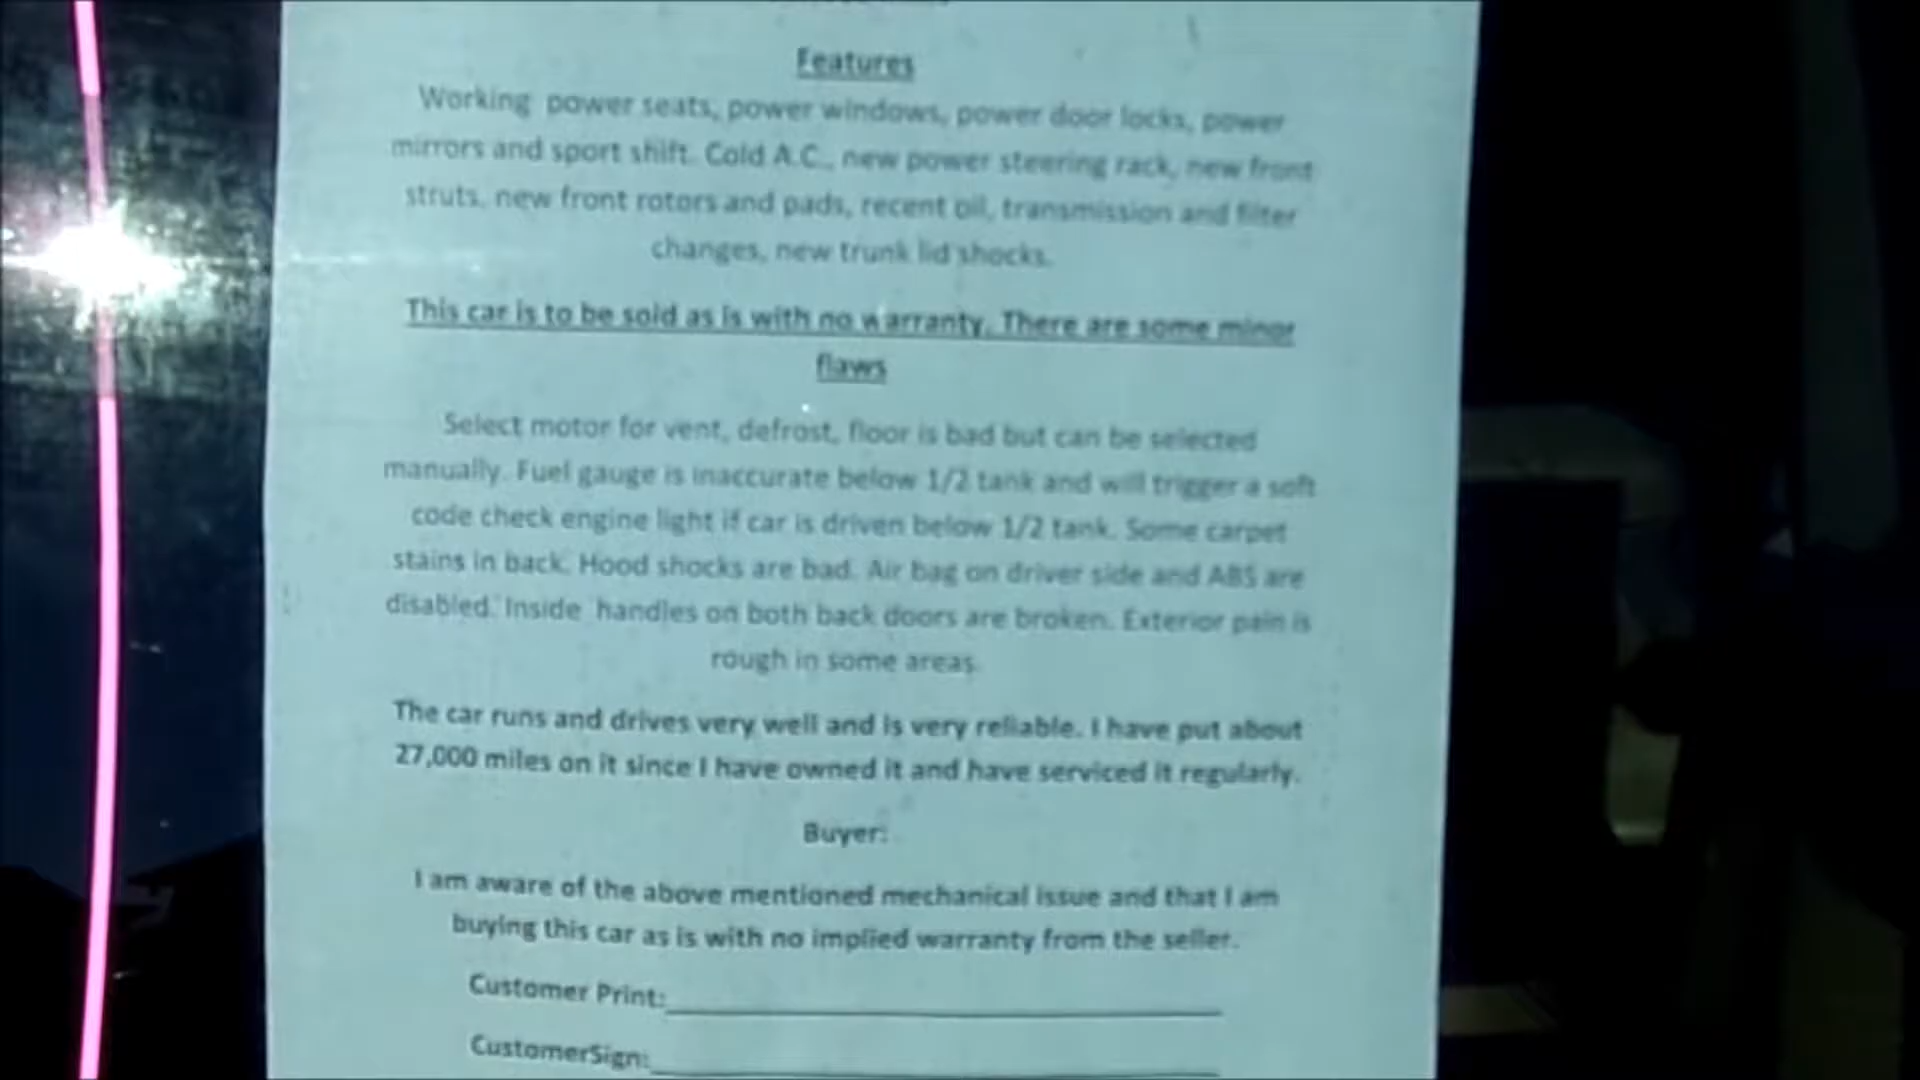 Features
Working power seats, power windows, power door locks, power
mirrors and sport shift. Cold A.C., new power steering rack, new front
struts, new front rotors and pads, recent oil, transmission and filter
changes, new trunk lid shocks.
This car is to be sold as is with no warranty. There are some minor
flaws
Select motor for vent, defrost, floor is bad but can be selected
manually. Fuel gauge is inaccurate below 1/2 tank and will trigger a soft
code check engine light if car is driven below 1/2 tank. Some carpet
stains in back. Hood shocks are bad. Air bag on driver side and ABS are
disabled. Inside handles on both back doors are broken. Exterior pain is
rough in some areas.
The car runs and drives very well and is very reliable. I have put about
27,000 miles on it since I have owned it and have serviced it regularly.
Buyer:
I am aware of the above mentioned mechanical issue and that I am
buying this car as is with no implied warranty from the seller.
Customer Print:
CustomerSign: